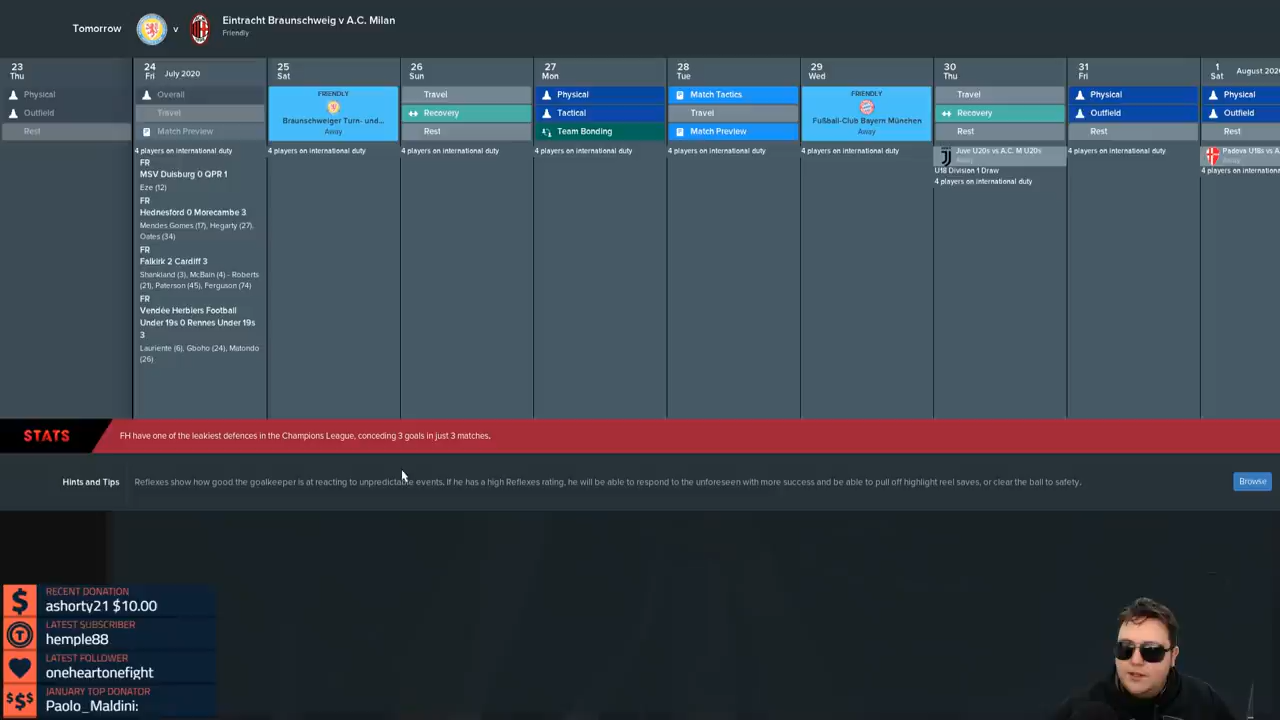 Tomorrow
v
Eintracht Braunschweig v A.C. Milan
Friendly
23
Thu
Physical
Outfield
Rest
24
Fri July 2020
Overall
Travel
Match Preview
4 players on international duty
FR
MSV Duisburg 0 QPR 1
Eze (12)
FR
Hednesford 0 Morecambe 3
Mendes Gomes (17), Hegarty (27),
Oates (34)
FR
Falkirk 2 Cardiff 3
Shankland (3), McBain (4) - Roberts
(21), Paterson (45), Ferguson (74)
FR
Vendée Herbiers Football
Under 19s 0 Rennes Under 19s
3
Lauriente (6), Gboho (24), Matondo
(26)
25
Sat
FRIENDLY
Braunschweiger Turn- und...
Away
4 players on international duty
26
Sun
Travel
Recovery
Rest
4 players on international duty
27
Mon
Physical
Tactical
Team Bonding
4 players on international duty
28
Tue
Match Tactics
Travel
Match Preview
4 players on international duty
29
Wed
FRIENDLY
Fußball-Club Bayern München
Away
4 players on international duty
30
Thu
Travel
Recovery
Rest
Juve U20s vs A.C. M U20s
Away
U18 Division 1 Draw
4 players on international duty
31
Fri
Physical
Outfield
Rest
4 players on international duty
1
Sat August 2020
Physical
Outfield
Rest
Padova U18s vs A
Away
4 players on internation
STATS
FH have one of the leakiest defences in the Champions League, conceding 3 goals in just 3 matches.
Hints and Tips
Reflexes show how good the goalkeeper is at reacting to unpredictable events. If he has a high Reflexes rating, he will be able to respond to the unforeseen with more success and be able to pull off highlight reel saves, or clear the ball to safety.
Browse
RECENT DONATION
ashorty21 $10.00
LATEST SUBSCRIBER
hemple88
LATEST FOLLOWER
oneheartonefight
JANUARY TOP DONATOR
Paolo_Maldini: